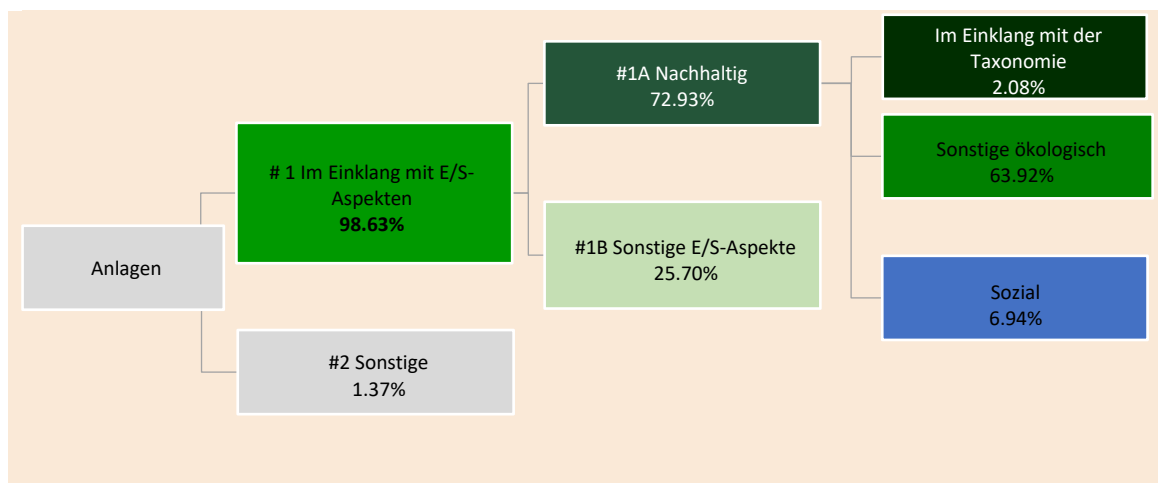 Anlagen
# 1 Im Einklang mit E/S-
Aspekten
98.63%
#2 Sonstige
1.37%
#1A Nachhaltig
72.93%
#1B Sonstige E/S-Aspekte
25.70%
Im Einklang mit der
Taxonomie
2.08%
Sonstige ökologisch
63.92%
Sozial
6.94%